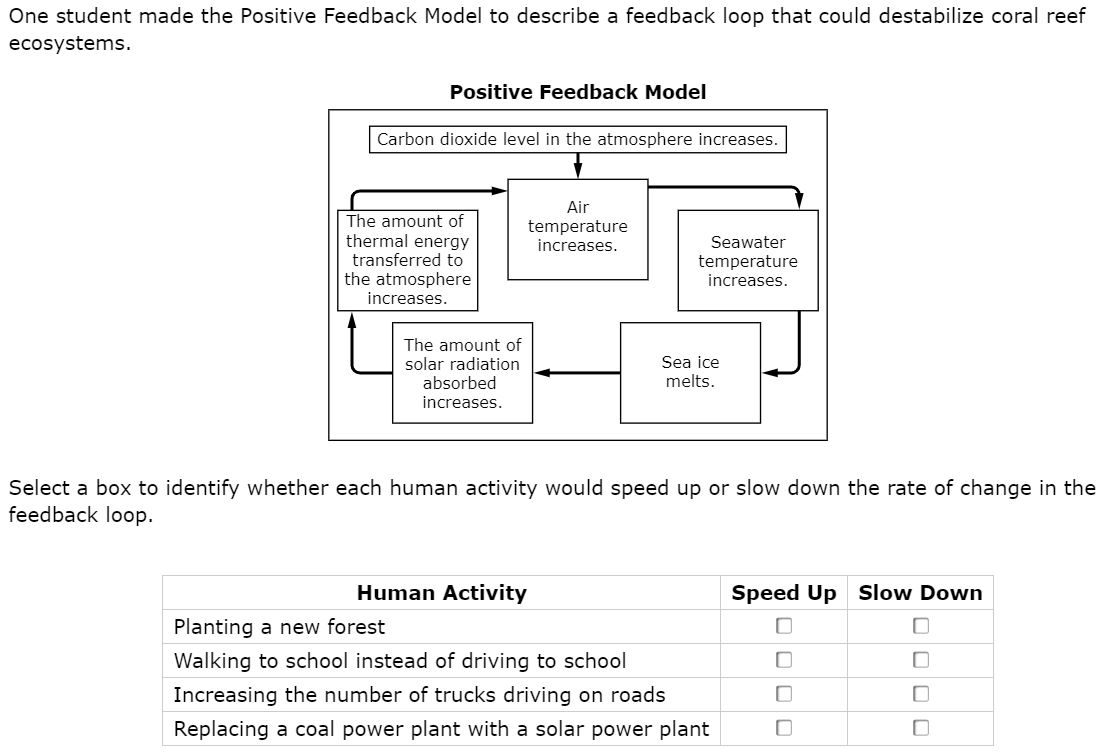 One student made the Positive Feedback Model to describe a feedback loop that could destabilize coral reef
ecosystems.
Positive Feedback Model
Carbon dioxide level in the atmosphere increases.
Air
temperature
increases.
Seawater
temperature
increases.
Sea ice
melts.
The amount of
solar radiation
absorbed
increases.
The amount of
thermal energy
transferred to
the atmosphere
increases.
Select a box to identify whether each human activity would speed up or slow down the rate of change in the
feedback loop.
Human Activity Speed Up Slow Down
Planting a new forest
Walking to school instead of driving to school
Increasing the number of trucks driving on roads
Replacing a coal power plant with a solar power plant